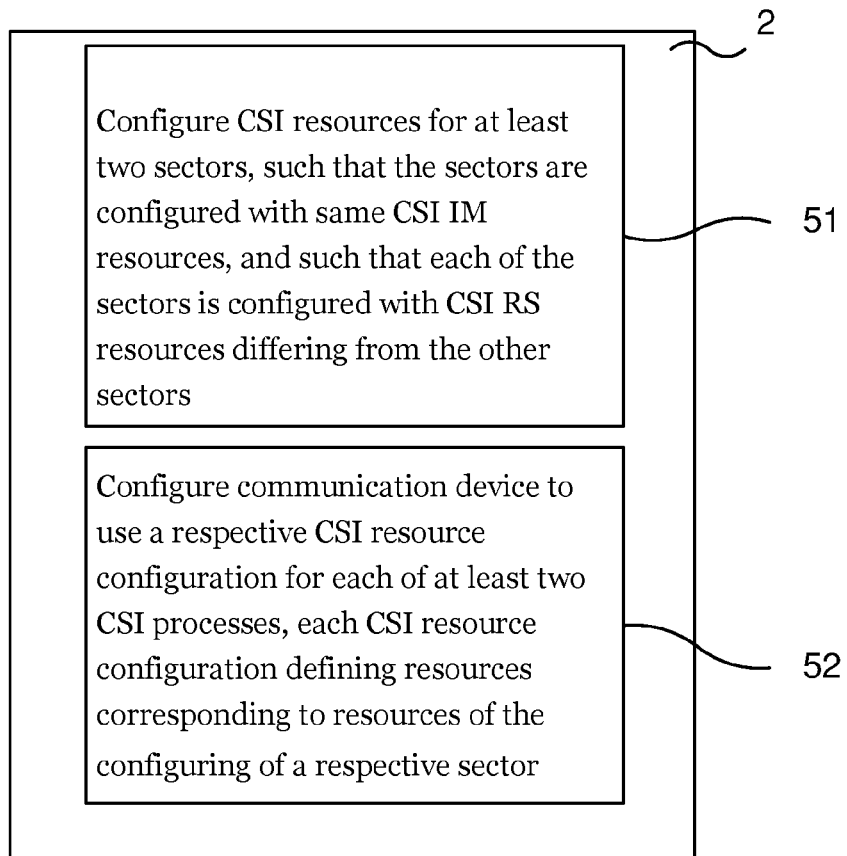 2
Configure CSI resources for at least
two sectors, such that the sectors are
configured with same CSI IM
resources, and such that each of the
sectors is configured with CSI RS
resources differing from the other
sectors
51
Configure communication device to
use a respective CSI resource
configuration for each of at least two
CSI processes, each CSI resource
configuration defining resources
corresponding to resources of the
configuring of a respective sector
52